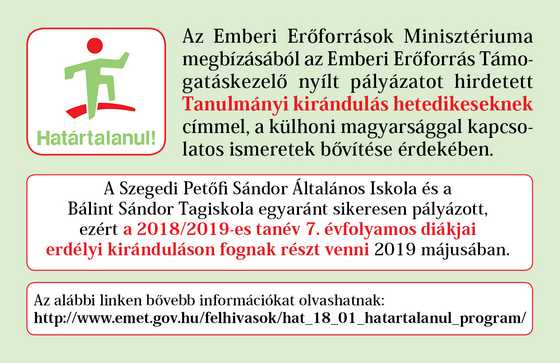 Határtalanul!
Az Emberi Erőforrások Minisztériuma
megbízásából az Emberi Erőforrás Támo-
gatáskezelő nyílt pályázatot hirdetett
Tanulmányi kirándulás hetedikeseknek
címmel, a külhoni magyarsággal kapcso-
latos ismeretek bővítése érdekében.
A Szegedi Petőfi Sándor Általános Iskola és a
Bálint Sándor Tagiskola egyaránt sikeresen pályázott,
ezért a 2018/2019-es tanév 7. évfolyamos diákjai
erdélyi kiránduláson fognak részt venni 2019 májusában.
Az alábbi linken bővebb információkat olvashatnak:
http://www.emet.gov.hu/felhivasok/hat_18_01_hatartalanul_program/